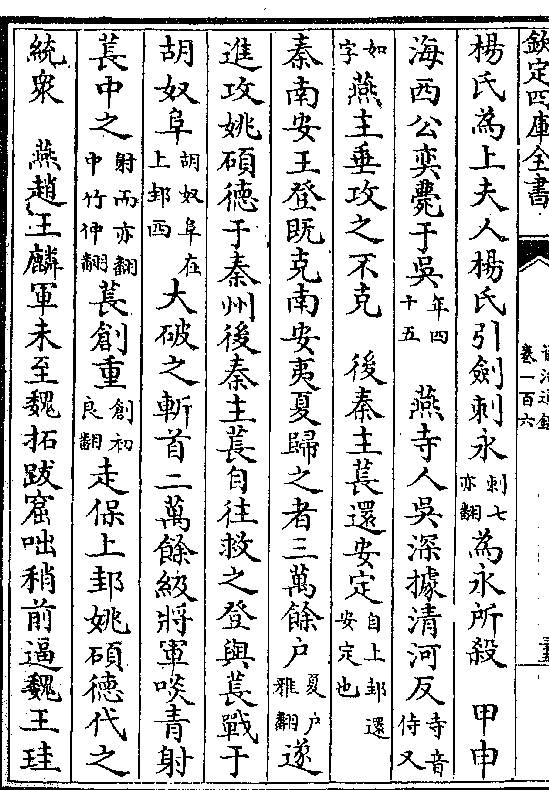 欽定四庫全書 卷一百六
楊氏為上夫人楊氏引劍刺永刺七亦翻為永所殺　甲申
海西公奕薨于吳年四十五　燕寺人吳深據清河反寺音侍又
如字燕主垂攻之不克　後秦主萇還安定自上邽還安定也
秦南安王登既克南安夷夏歸之者三萬餘户夏户雅翻遂
進攻姚碩德于秦州後秦主萇自往救之登與萇戰于
胡奴阜胡奴阜在上邽西大破之斬首二萬餘級將軍啖青射
萇中之射而亦翻中竹仲翻萇創重創初良翻走保上邽姚碩德代之
統衆　燕趙王麟軍未至魏拓跋窟咄稍前逼魏王珪